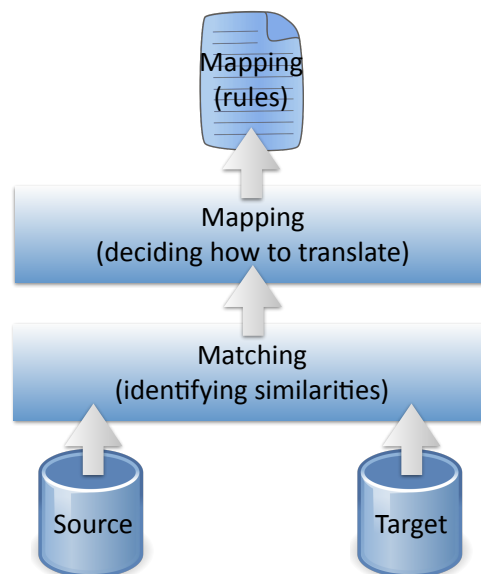 Mapping
(rules)
Mapping
(deciding how to translate)
Matching
(identifying similarities)
Source
Target